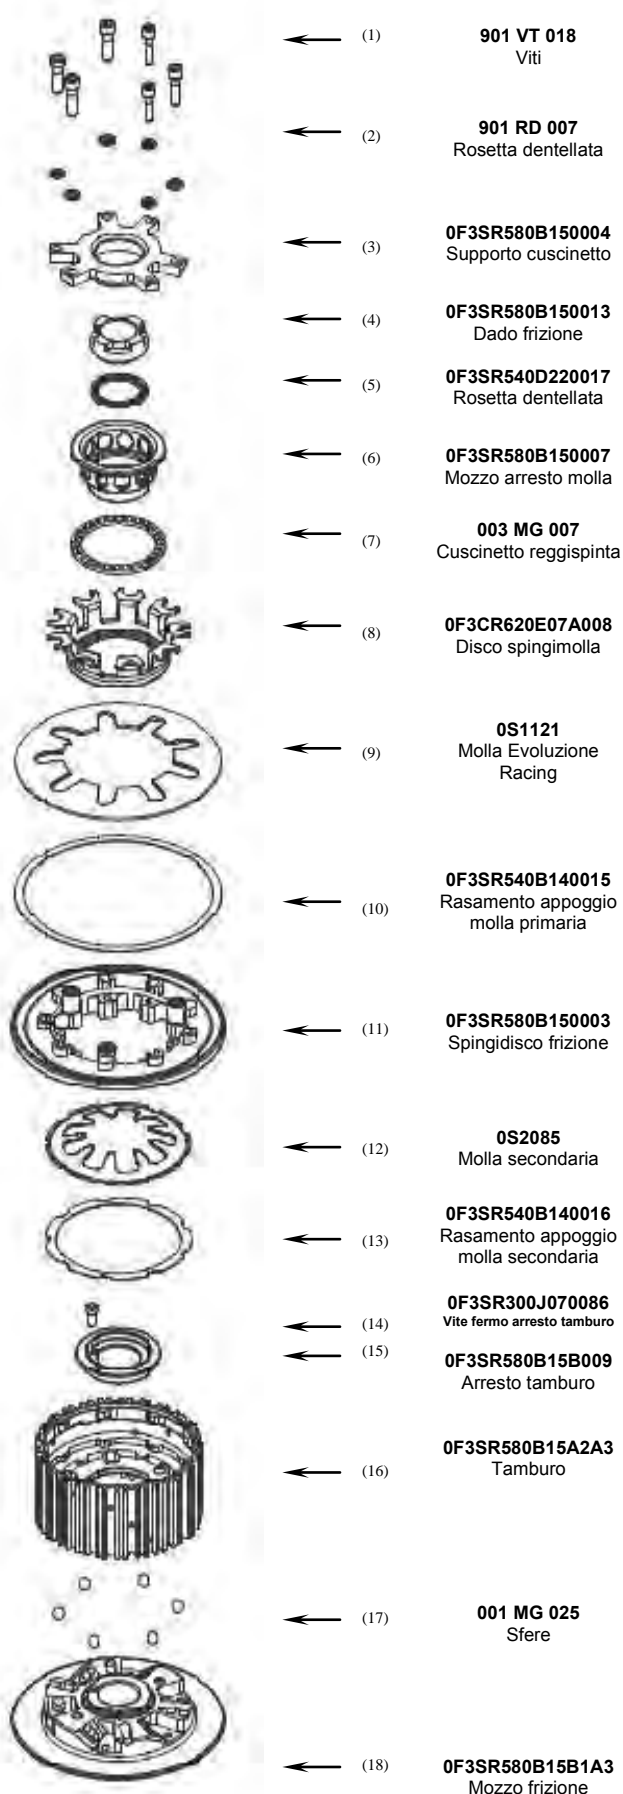 (1)
901 VT 018
Viti
(2)
901 RD 007
Rosetta dentellata
(3)
0F3SR580B150004
Supporto cuscinetto
(4)
0F3SR580B150013
Dado frizione
(5)
0F3SR540D220017
Rosetta dentellata
(6)
0F3SR580B150007
Mozzo arresto molla
(7)
003 MG 007
Cuscinetto reggispinta
(8)
0F3CR620E07A008
Disco spingimolla
(9)
0S1121
Molla Evoluzione
Racing
(10)
0F3SR540B140015
Rasamento appoggio
molla primaria
(11)
0F3SR580B150003
Spingidisco frizione
(12)
0S2085
Molla secondaria
(13)
0F3SR540B140016
Rasamento appoggio
molla secondaria
(14)
0F3SR300J070086
Vite fermo arresto tamburo
(15)
0F3SR580B15B009
Arresto tamburo
(16)
0F3SR580B15A2A3
Tamburo
(17)
001 MG 025
Sfere
(18)
0F3SR580B15B1A3
Mozzo frizione